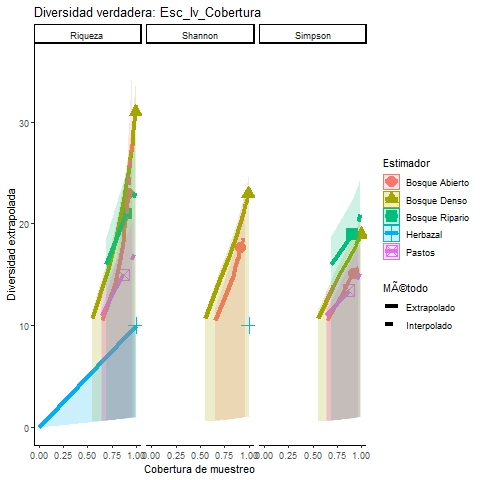 Diversidad verdadera: Esc_lv_Cobertura
Riqueza Shannon Simpson
30
20
10
0
Diversidad extrapolada
0.00 0.25 0.50 0.75 1.00 0.00 0.25 0.50 0.75 1.00 0.00 0.25 0.50 0.75 1.00
Cobertura de muestreo
Estimador
Bosque Abierto
Bosque Denso
Bosque Ripario
Herbazal
Pastos
MÃ©todo
Extrapolado
Interpolado